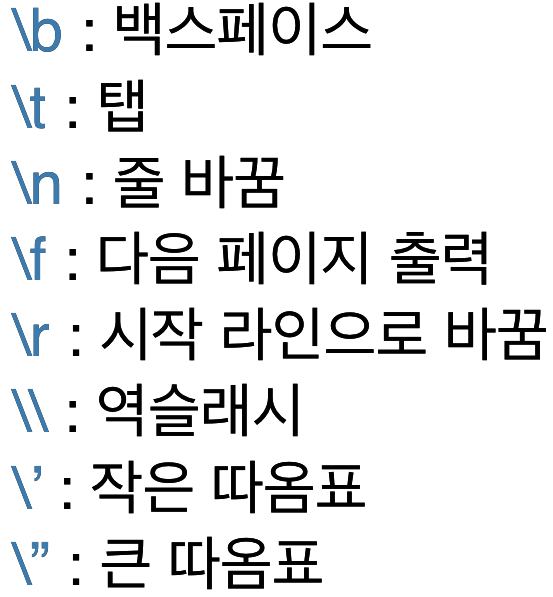 \b : 백스페이스
\t : 탭
\n : 줄 바꿈
\f : 다음 페이지 출력
\r : 시작 라인으로 바꿈
\\ : 역슬래시
\’ : 작은 따옴표
\” : 큰 따옴표